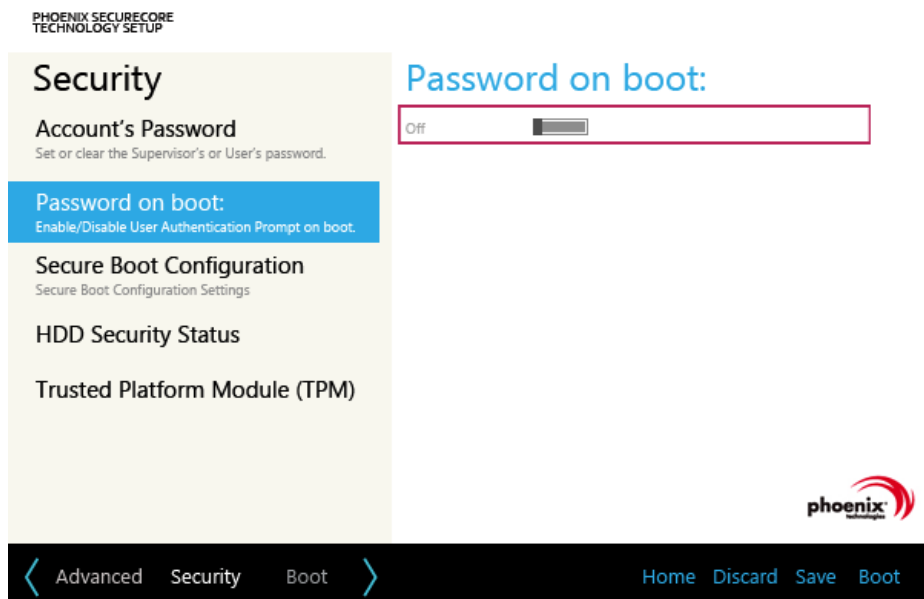 PHOENIX SECURECORE
TECHNOLOGY SETUP
Security
Account's Password
Set or clear the Supervisor's or User's password.
Password on boot:
Enable/Disable User Authentication Prompt on boot.
Secure Boot Configuration
Secure Boot Configuration Settings
HDD Security Status
Trusted Platform Module (TPM)
Password on boot:
Off
phoenix
technologies
Advanced Security Boot
Home Discard Save Boot